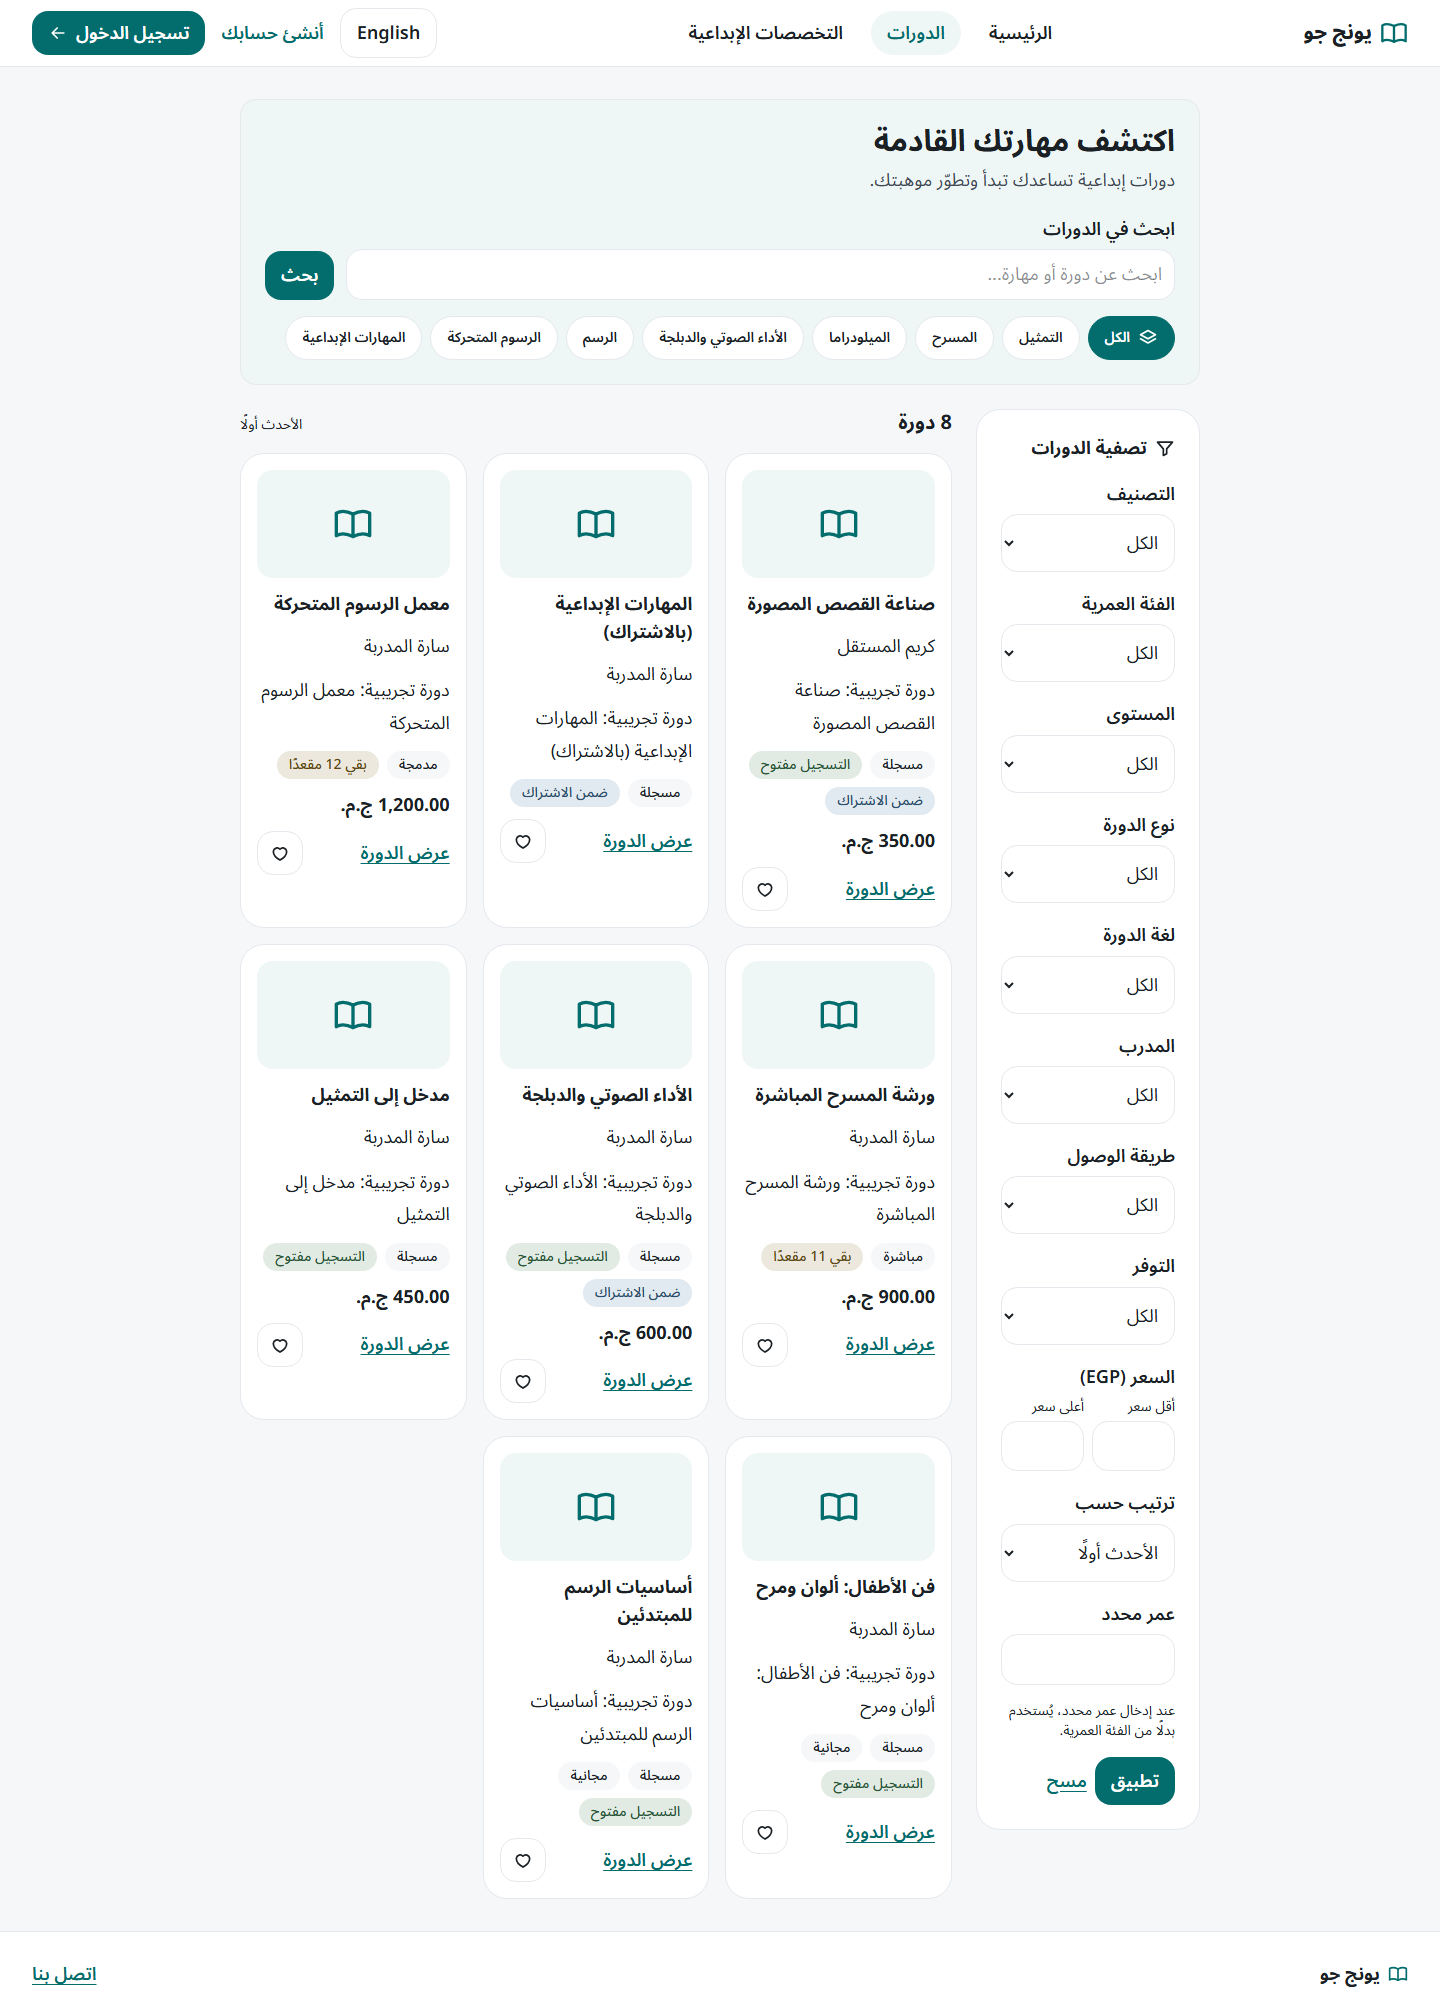 يونج جو
الرئيسية
الدورات
التخصصات الإبداعية
English
أنشئ حسابك
تسجيل الدخول
اكتشف مهارتك القادمة
دورات إبداعية تساعدك تبدأ وتطوّر موهبتك.
ابحث في الدورات
ابحث عن دورة أو مهارة...
بحث
الكل
التمثيل
المسرح
الميلودراما
الأداء الصوتي والدبلجة
الرسم
الرسوم المتحركة
المهارات الإبداعية
تصفية الدورات
التصنيف
الكل
الفئة العمرية
الكل
المستوى
الكل
نوع الدورة
الكل
لغة الدورة
الكل
المدرب
الكل
طريقة الوصول
الكل
التوفر
الكل
السعر (EGP)
أقل سعر
أعلى سعر
ترتيب حسب
الأحدث أولًا
عمر محدد
عند إدخال عمر محدد، يُستخدم
بدلًا من الفئة العمرية.
تطبيق
مسح
8 دورة
الأحدث أولًا
صناعة القصص المصورة
كريم المستقل
دورة تجريبية: صناعة
القصص المصورة
مسجلة
التسجيل مفتوح
ضمن الاشتراك
350.00 ج.م.
عرض الدورة
المهارات الإبداعية
(بالاشتراك)
سارة المدربة
دورة تجريبية: المهارات
الإبداعية (بالاشتراك)
مسجلة
ضمن الاشتراك
عرض الدورة
معمل الرسوم المتحركة
سارة المدربة
دورة تجريبية: معمل الرسوم
المتحركة
مدمجة
بقي 12 مقعدًا
1,200.00 ج.م.
عرض الدورة
ورشة المسرح المباشرة
سارة المدربة
دورة تجريبية: ورشة المسرح
المباشرة
مباشرة
بقي 11 مقعدًا
900.00 ج.م.
عرض الدورة
الأداء الصوتي والدبلجة
سارة المدربة
دورة تجريبية: الأداء الصوتي
والدبلجة
مسجلة
التسجيل مفتوح
ضمن الاشتراك
600.00 ج.م.
عرض الدورة
مدخل إلى التمثيل
سارة المدربة
دورة تجريبية: مدخل إلى
التمثيل
مسجلة
التسجيل مفتوح
450.00 ج.م.
عرض الدورة
فن الأطفال: ألوان ومرح
سارة المدربة
دورة تجريبية: فن الأطفال:
ألوان ومرح
مسجلة
مجانية
التسجيل مفتوح
عرض الدورة
أساسيات الرسم
للمبتدئين
سارة المدربة
دورة تجريبية: أساسيات
الرسم للمبتدئين
مسجلة
مجانية
التسجيل مفتوح
عرض الدورة
يونج جو
اتصل بنا